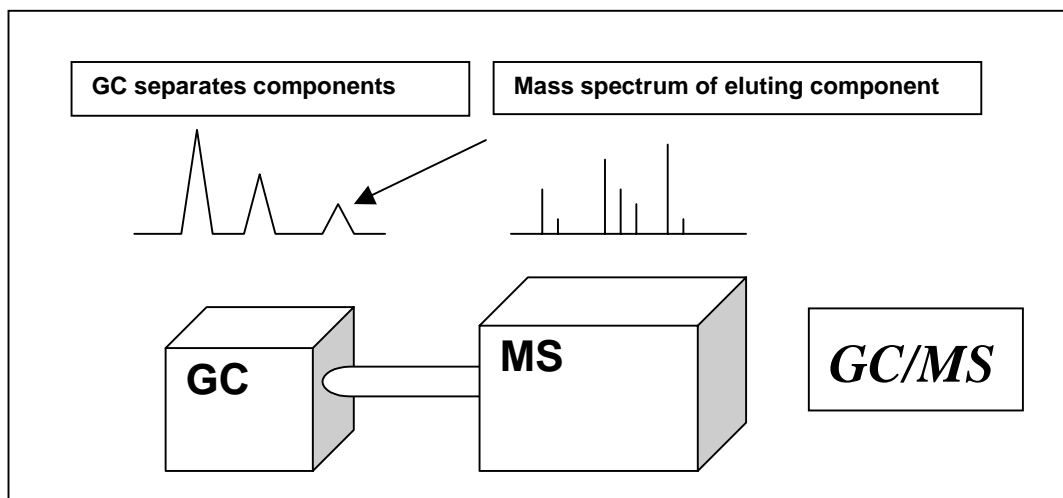 GC separates components
Mass spectrum of eluting component
GC
MS
GC/MS